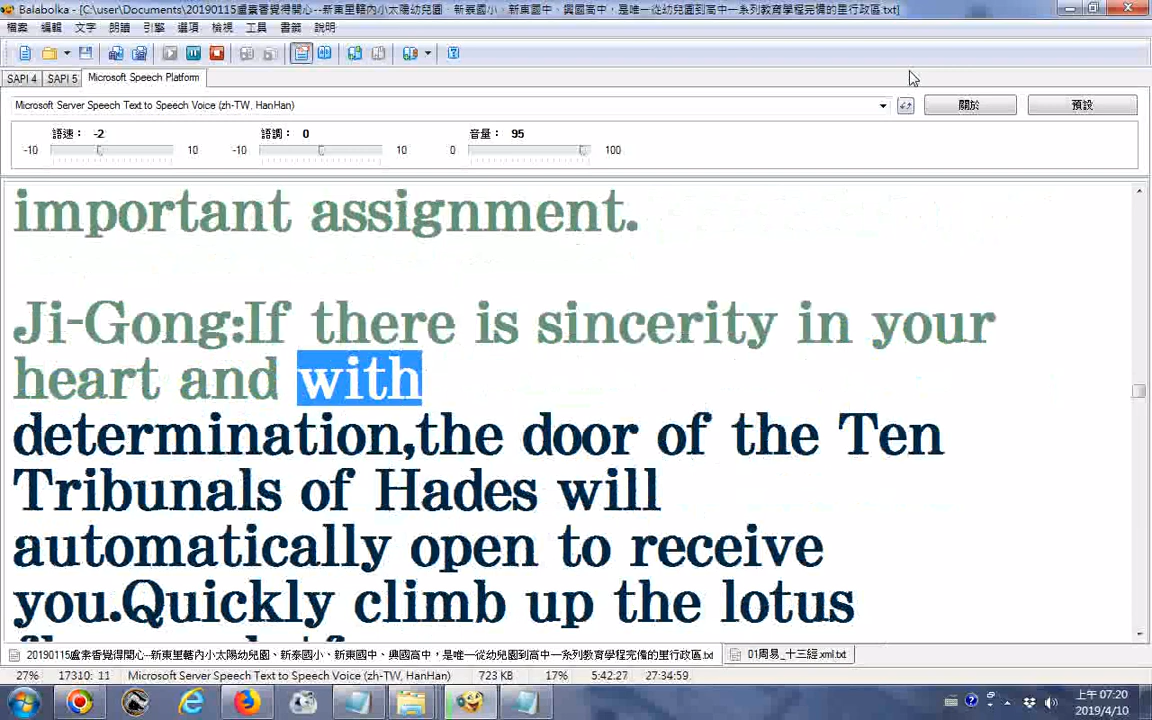 Balabolka - [C:\user\Documents\20190115盧素香覺得開心--新東里轄內小太陽幼兒園、新泰國小、新東國中、興國高中，是唯一從幼兒園到高中一系列教育學程完備的里行政區.txt]
檔案 編輯 文字 朗讀 引擎 選項 檢視 工具 書籤 說明
SAPI 4 SAPI 5 Microsoft Speech Platform
Microsoft Server Speech Text to Speech Voice (zh-TW, HanHan) 關於 預設
語速： -2 語調： 0 音量： 95
-10 10 -10 10 0 100
important assignment.
Ji-Gong:If there is sincerity in your
heart and with
determination,the door of the Ten
Tribunals of Hades will
automatically open to receive
you.Quickly climb up the lotus
20190115盧素香覺得開心--新東里轄內小太陽幼兒園、新泰國小、新東國中、興國高中，是唯一從幼兒園到高中一系列教育學程完備的里行政區.txt 01周易_十三經.xml.txt
27% 17310: 11 Microsoft Server Speech Text to Speech Voice (zh-TW, HanHan) 723 KB 17% 5:42:27 27:34:59
上午 07:20
2019/4/10